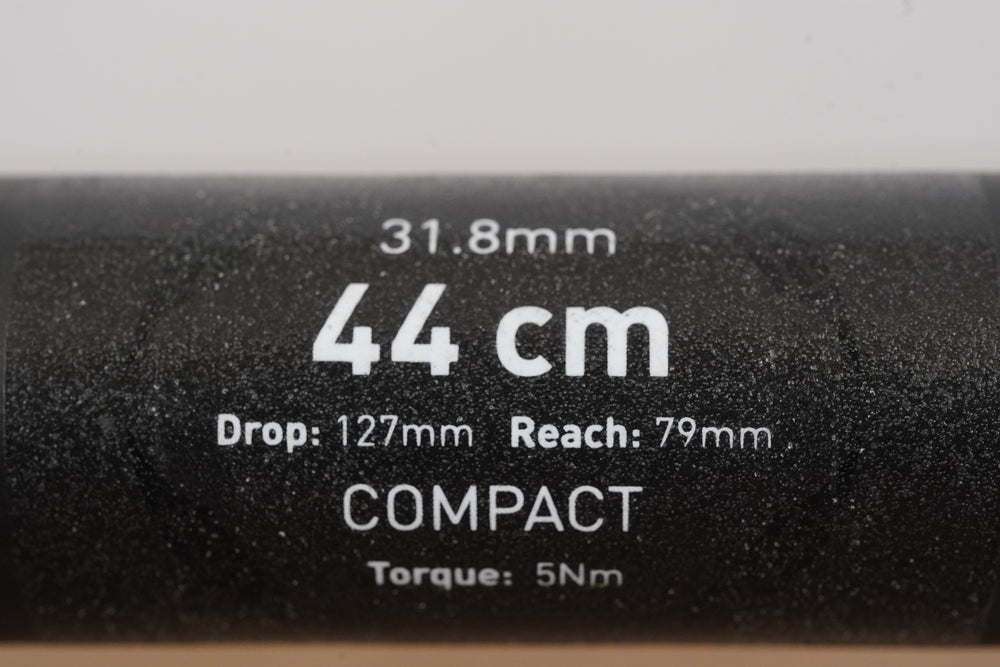 31.8mm
44 cm
Drop: 127mm Reach: 79mm
COMPACT
Torque: 5Nm